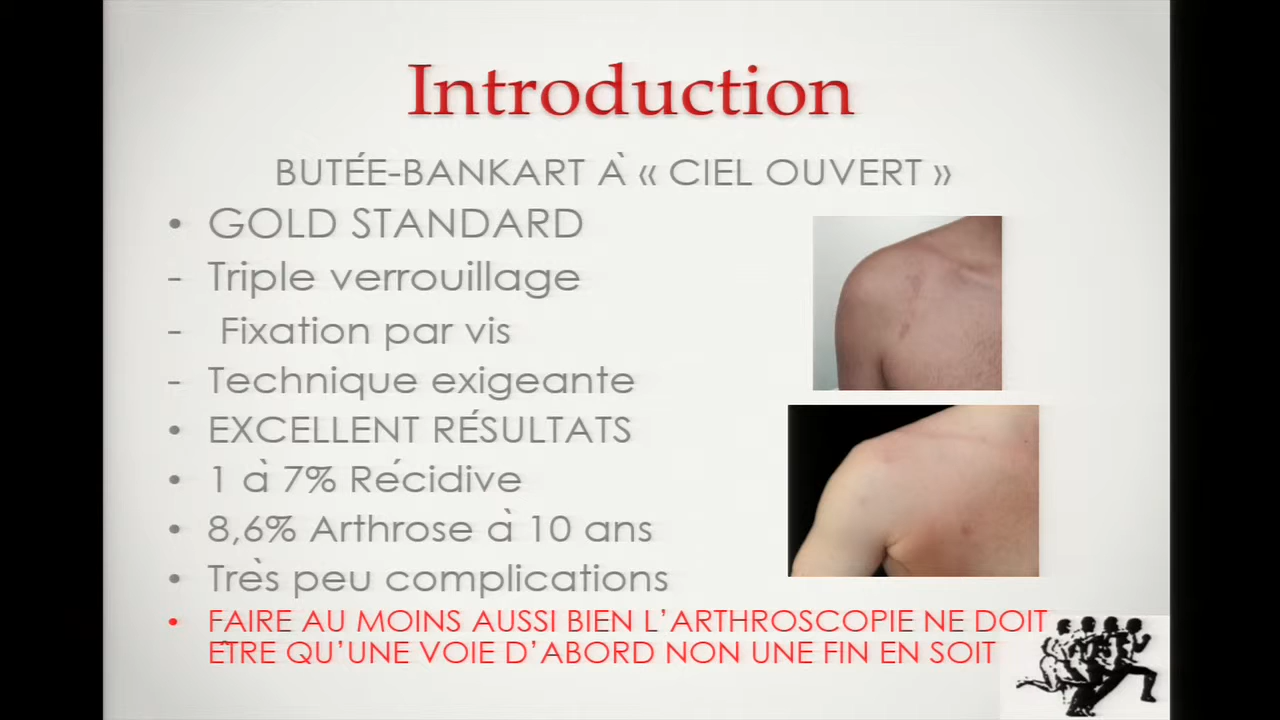 Introduction
BUTÉE-BANKART À « CIEL OUVERT »
• GOLD STANDARD
- Triple verrouillage
- Fixation par vis
- Technique exigeante
• EXCELLENT RÉSULTATS
• 1 à 7% Récidive
• 8,6% Arthrose à 10 ans
• Très peu complications
• FAIRE AU MOINS AUSSI BIEN L’ARTHROSCOPIE NE DOIT
ÊTRE QU’UNE VOIE D’ABORD NON UNE FIN EN SOIT